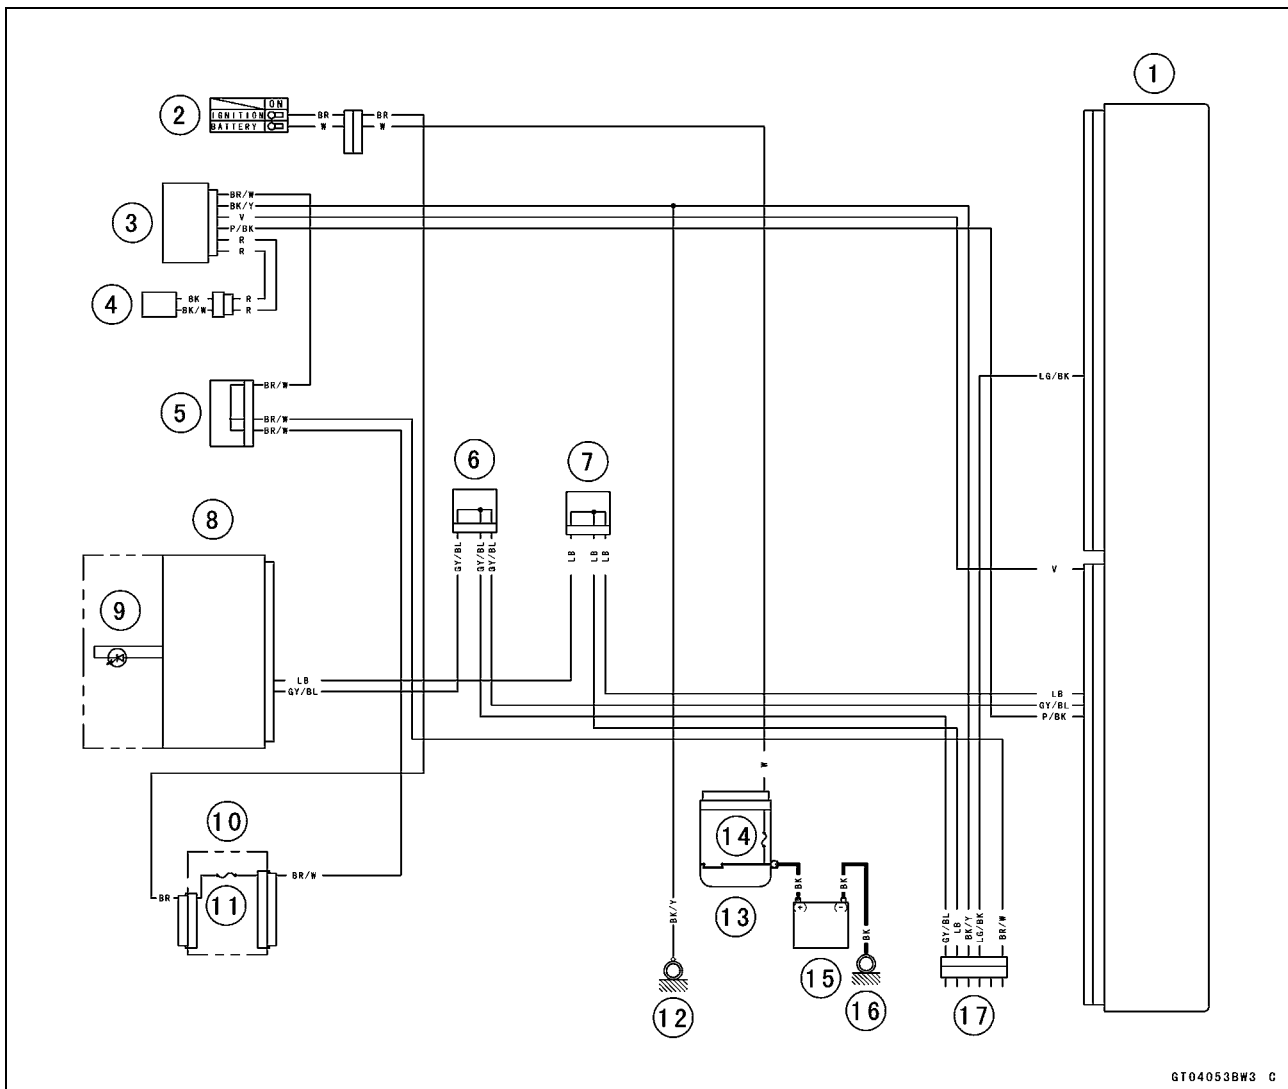 1
ON
2
IGNITION BR BR
BATTERY W W
BR/W
BK/Y
3
V
P/BK
R
R
4
BK R
BK/W R
LG/BK
BR/W
5
BR/W
BR/W
6
7
8
GY/BL GY/BL GY/BL LB LB LB
V
9
LB
GY/BL
LB
GY/BL
P/BK
W
10
14
BR/W
BR
11
BK BK
+ -
BK/Y
13
BK
GY/BL LB BK/Y LG/BK BR/W
15
16
12
17
GT04053BW3 C